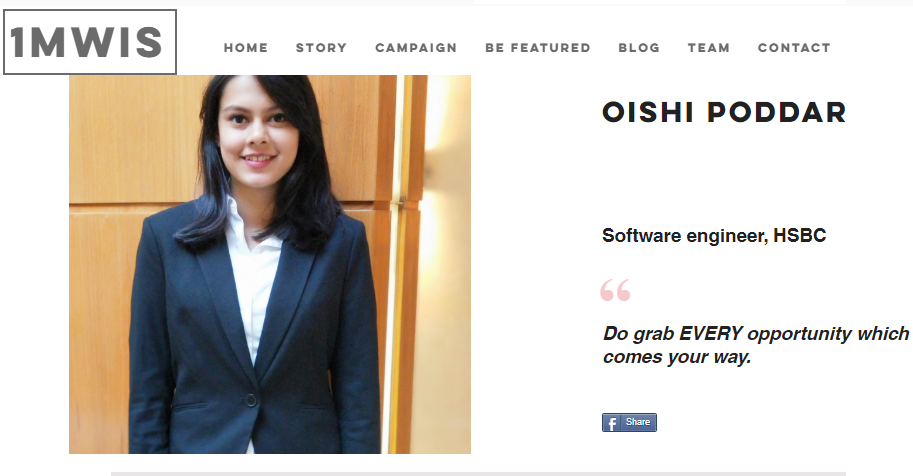 1MWIS
HOME STORY CAMPAIGN BE FEATURED BLOG TEAM CONTACT
OISHI PODDAR
Software engineer, HSBC
“
Do grab EVERY opportunity which
comes your way.
f Share